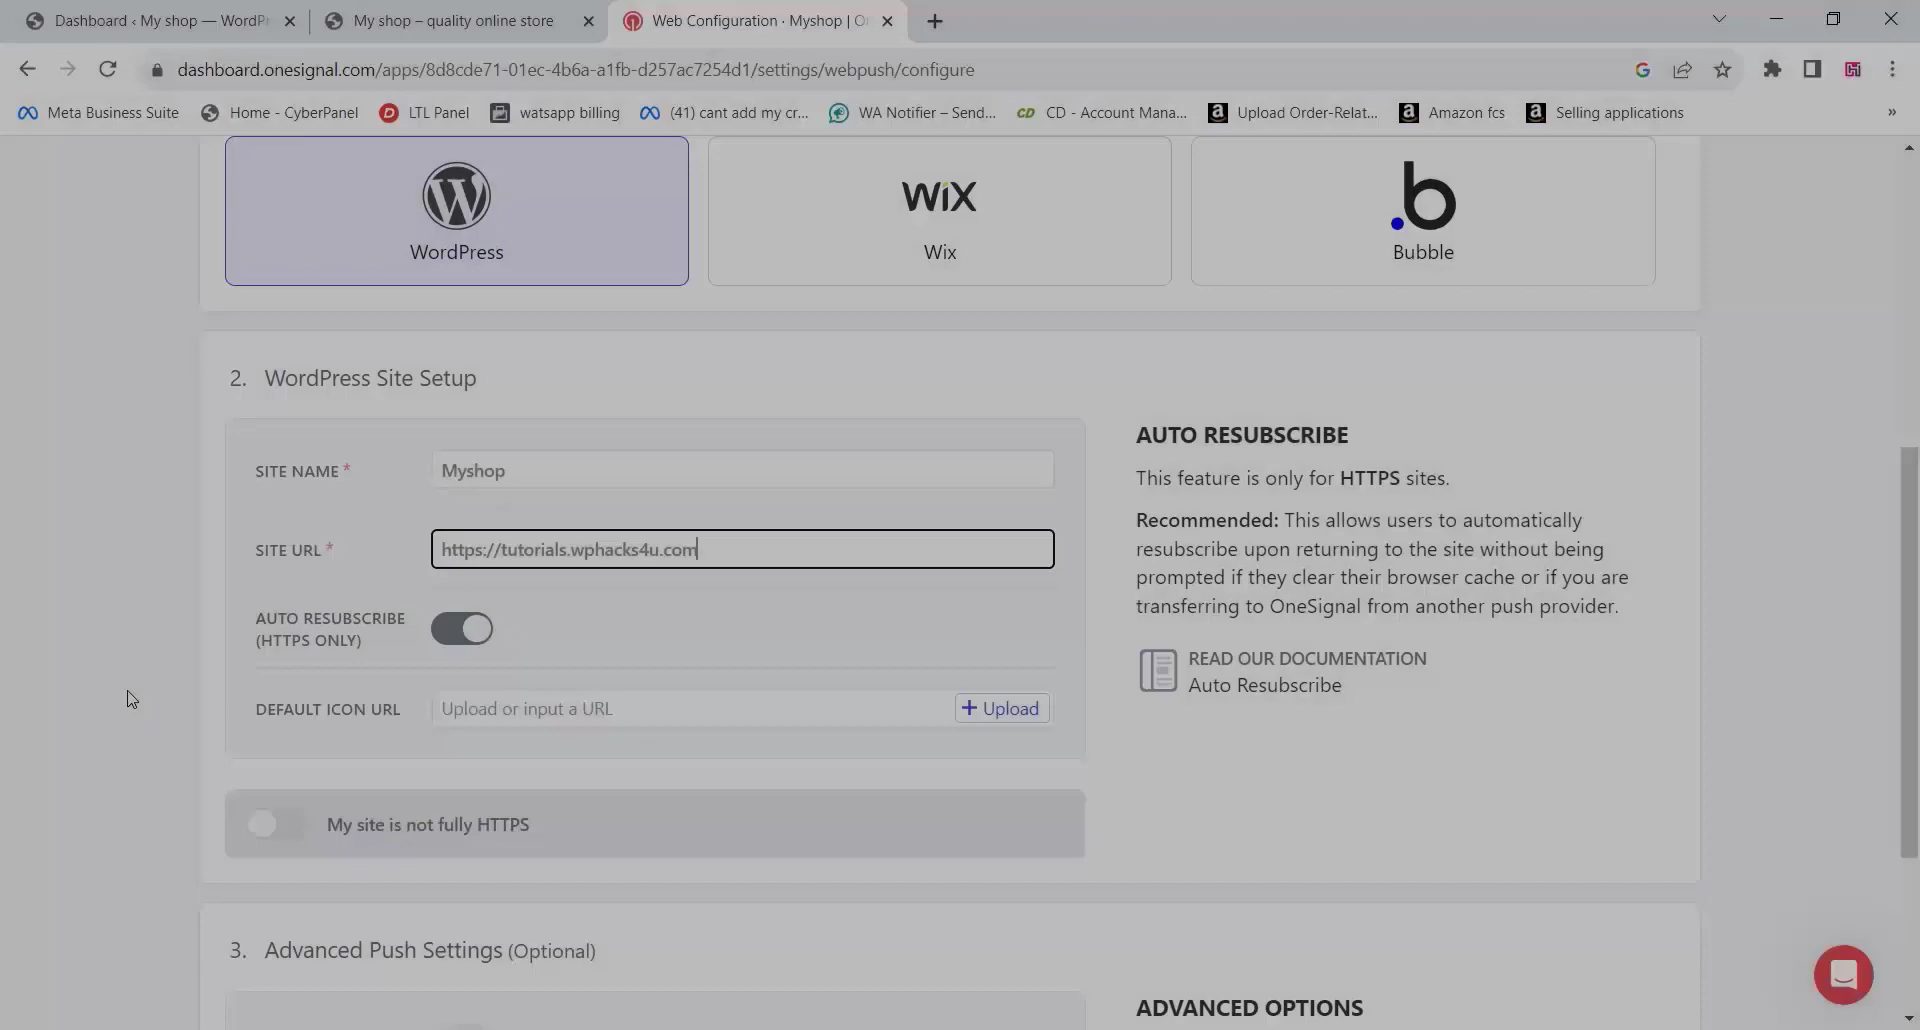 Dashboard ‹ My shop — WordPr
My shop – quality online store
Web Configuration · Myshop | O
dashboard.onesignal.com/apps/8d8cde71-01ec-4b6a-a1fb-d257ac7254d1/settings/webpush/configure
Meta Business Suite
Home - CyberPanel
LTL Panel
watsapp billing
(41) cant add my cr...
WA Notifier – Send...
CD - Account Mana...
Upload Order-Relat...
Amazon fcs
Selling applications
»
WordPress
WiX
Wix
Bubble
2. WordPress Site Setup
SITE NAME *
Myshop
SITE URL *
https://tutorials.wphacks4u.com
AUTO RESUBSCRIBE
(HTTPS ONLY)
DEFAULT ICON URL
Upload or input a URL
+ Upload
My site is not fully HTTPS
AUTO RESUBSCRIBE
This feature is only for HTTPS sites.
Recommended: This allows users to automatically
resubscribe upon returning to the site without being
prompted if they clear their browser cache or if you are
transferring to OneSignal from another push provider.
READ OUR DOCUMENTATION
Auto Resubscribe
3. Advanced Push Settings (Optional)
ADVANCED OPTIONS